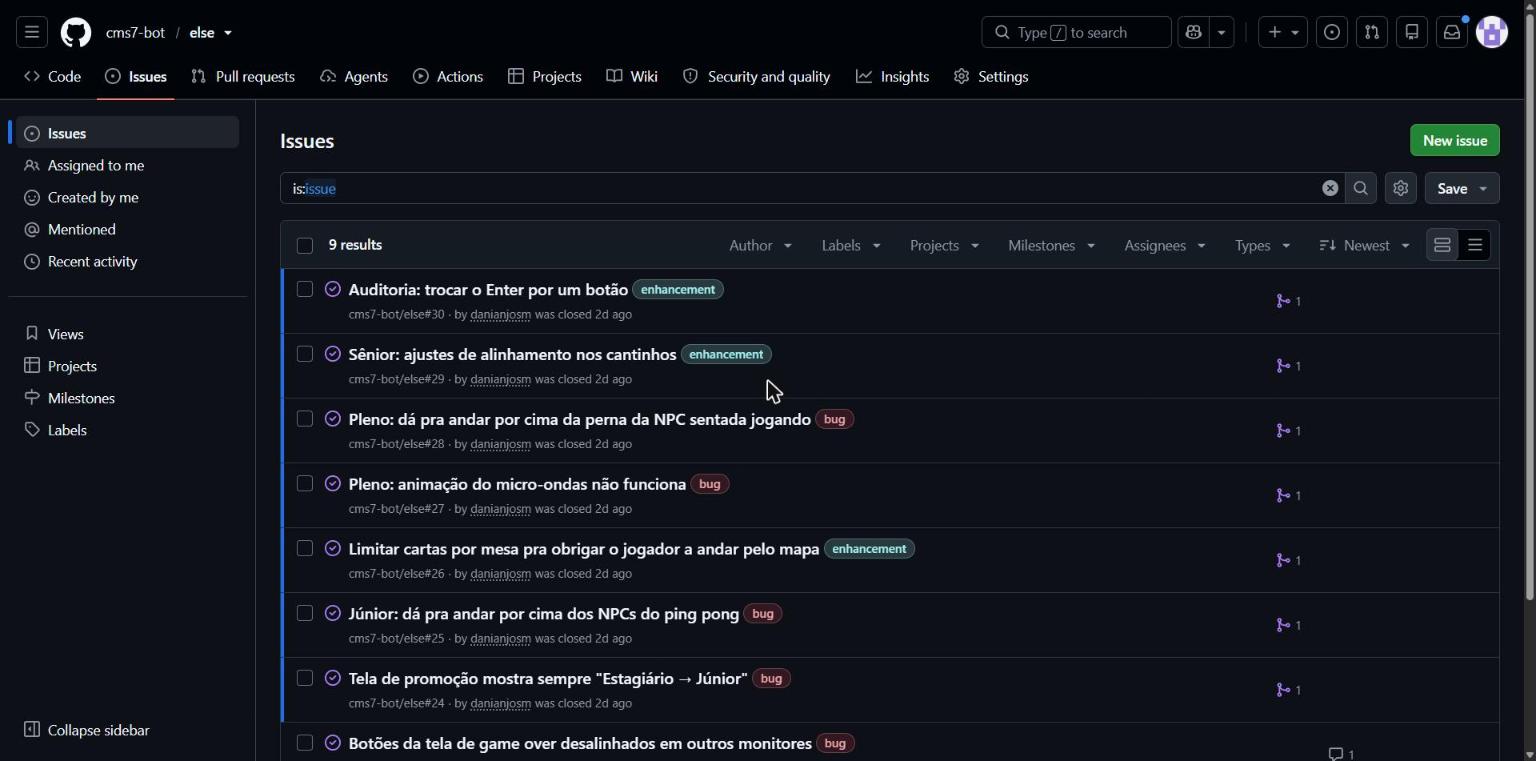 cms7-bot / else
Type / to search
Code
Issues
Pull requests
Agents
Actions
Projects
Wiki
Security and quality
Insights
Settings
Issues
Assigned to me
Created by me
Mentioned
Recent activity
Views
Projects
Milestones
Labels
Collapse sidebar
Issues
New issue
is:issue
Save
9 results
Author
Labels
Projects
Milestones
Assignees
Types
Newest
Auditoria: trocar o Enter por um botão enhancement
cms7-bot/else#30 · by danianjosm was closed 2d ago
1
Sênior: ajustes de alinhamento nos cantinhos enhancement
cms7-bot/else#29 · by danianjosm was closed 2d ago
1
Pleno: dá pra andar por cima da perna da NPC sentada jogando bug
cms7-bot/else#28 · by danianjosm was closed 2d ago
1
Pleno: animação do micro-ondas não funciona bug
cms7-bot/else#27 · by danianjosm was closed 2d ago
1
Limitar cartas por mesa pra obrigar o jogador a andar pelo mapa enhancement
cms7-bot/else#26 · by danianjosm was closed 2d ago
1
Júnior: dá pra andar por cima dos NPCs do ping pong bug
cms7-bot/else#25 · by danianjosm was closed 2d ago
1
Tela de promoção mostra sempre "Estagiário → Júnior" bug
cms7-bot/else#24 · by danianjosm was closed 2d ago
1
Botões da tela de game over desalinhados em outros monitores bug
1